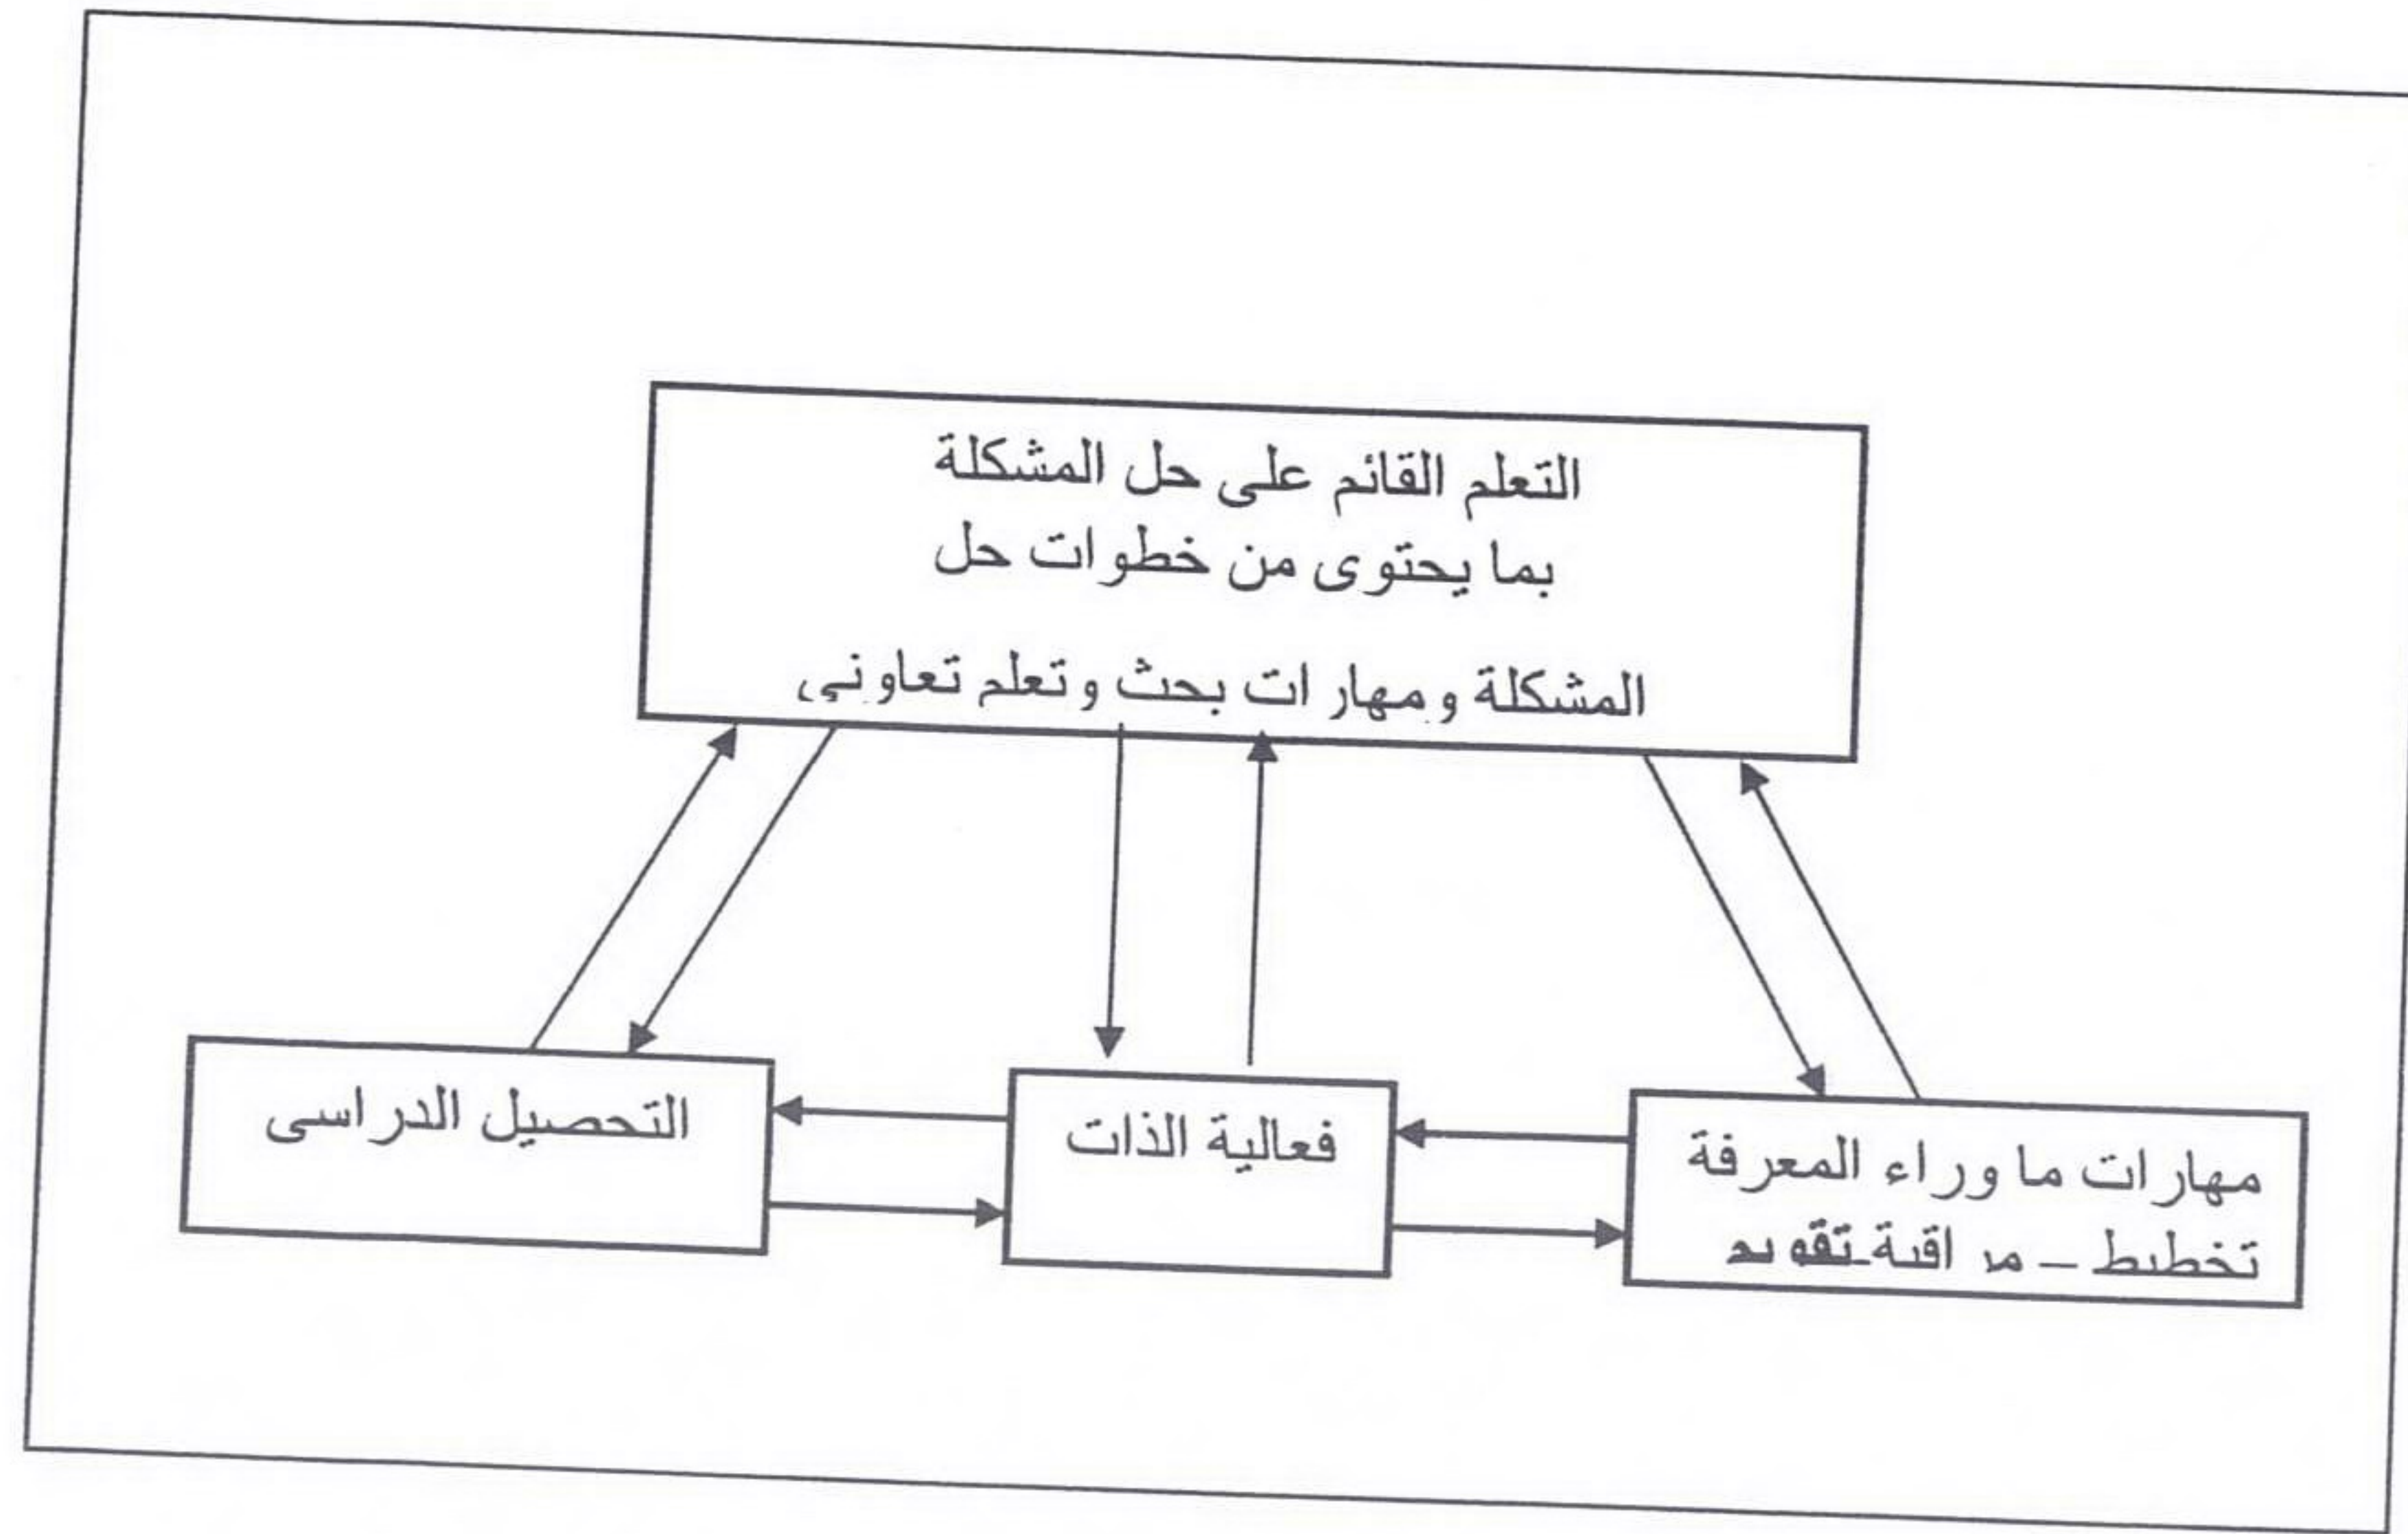 التعلم القائم على حل المشكلة
بما يحتوى من خطوات حل
المشكلة ومهارات بحث وتعلم تعاونى
مهارات ما وراء المعرفة
تخطيط – مراقبة-تقويم
فعالية الذات
التحصيل الدراسى